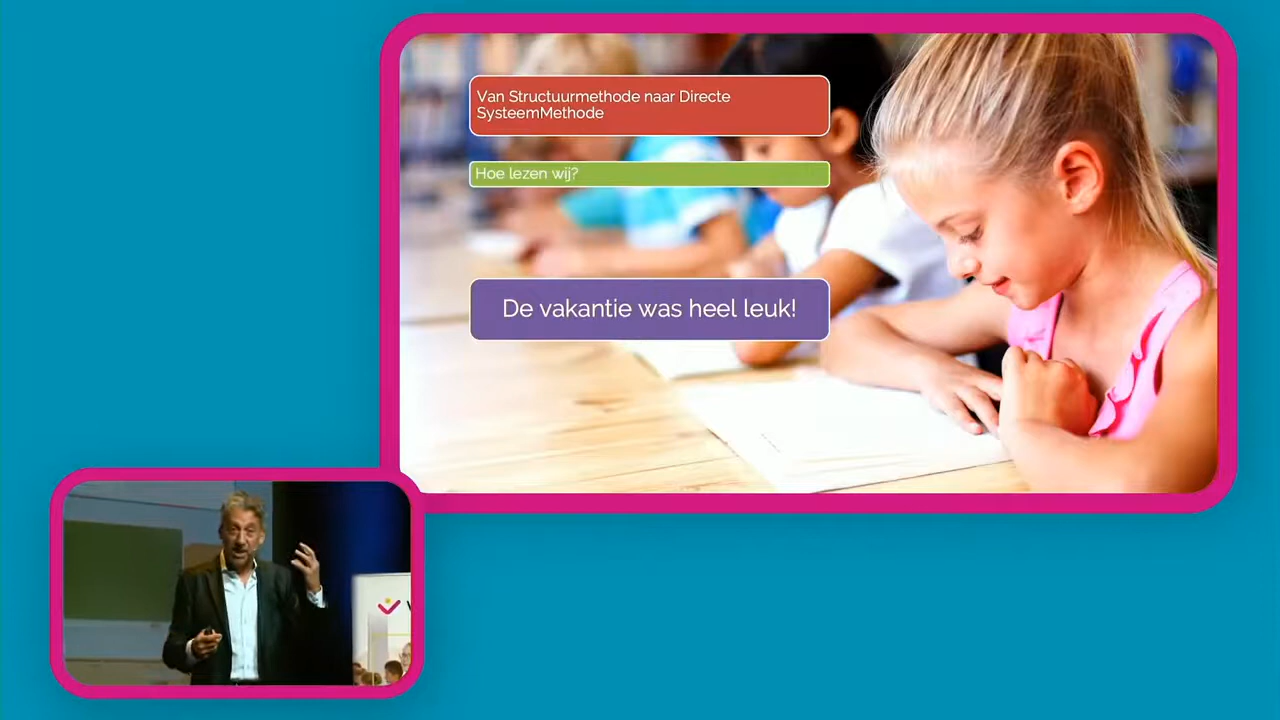 Van Structuurmethode naar Directe
SysteemMethode
Hoe lezen wij?
De vakantie was heel leuk!